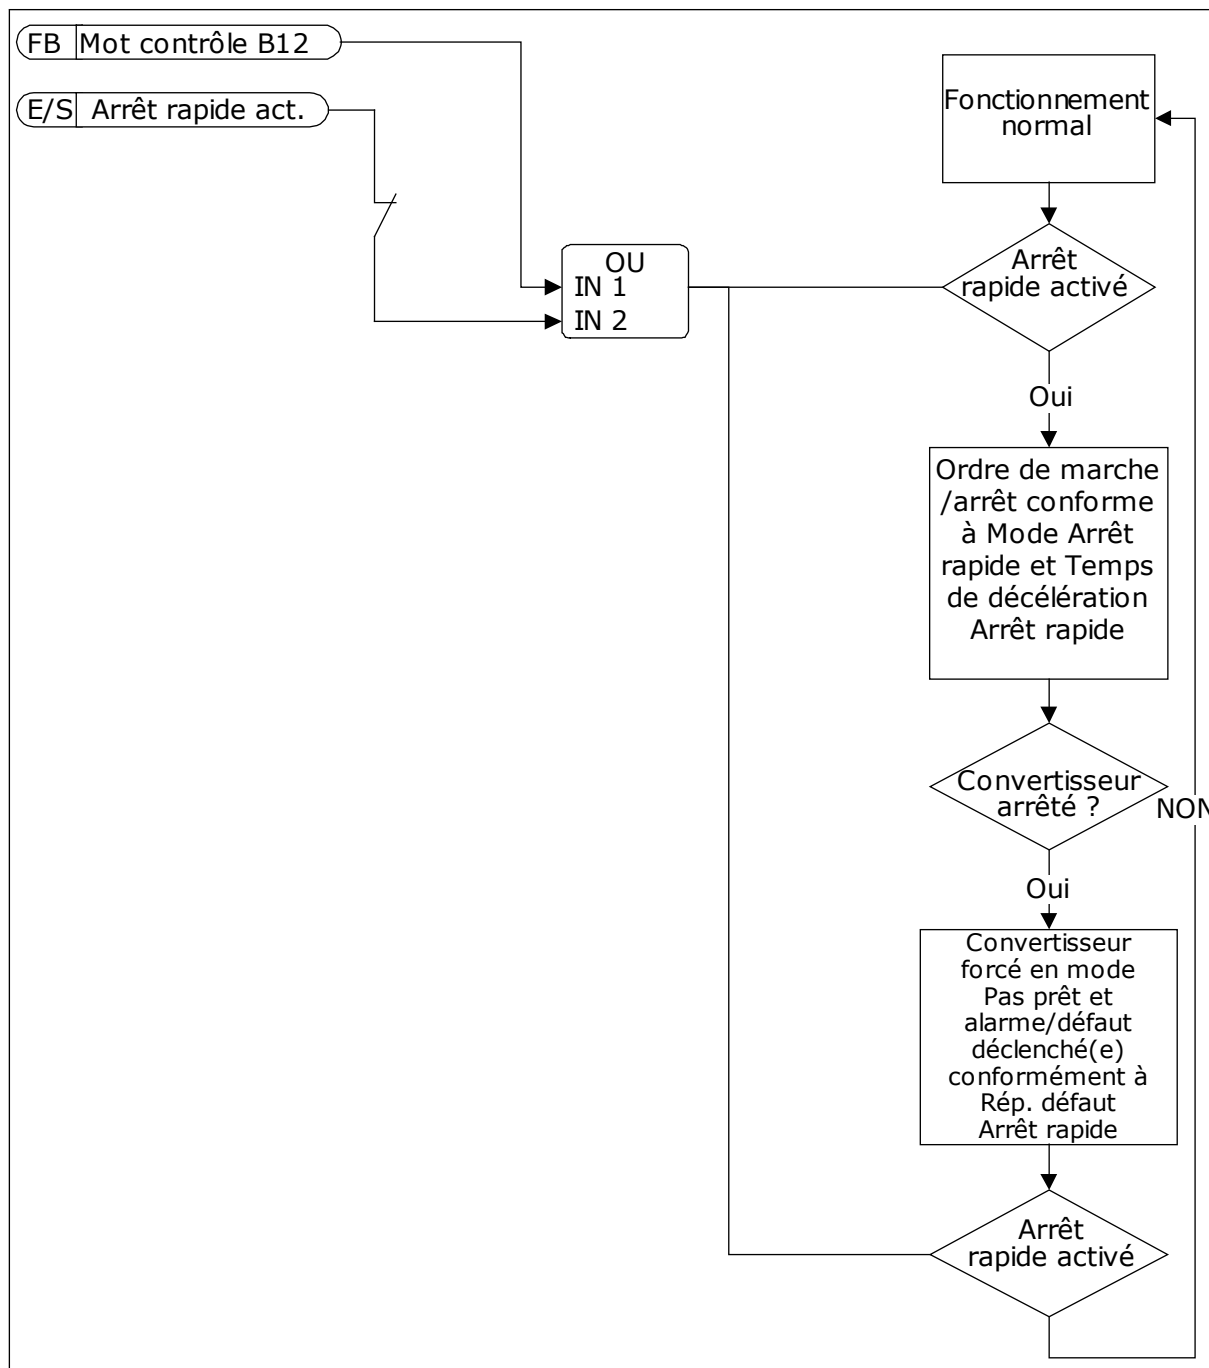 FB Mot contrôle B12
E/S Arrêt rapide act.
OU
IN 1
IN 2
Fonctionnement
normal
Arrêt
rapide activé
Oui
Ordre de marche
/arrêt conforme
à Mode Arrêt
rapide et Temps
de décélération
Arrêt rapide
Convertisseur
arrêté ?
NON
Oui
Convertisseur
forcé en mode
Pas prêt et
alarme/défaut
déclenché(e)
conformément à
Rép. défaut
Arrêt rapide
Arrêt
rapide activé